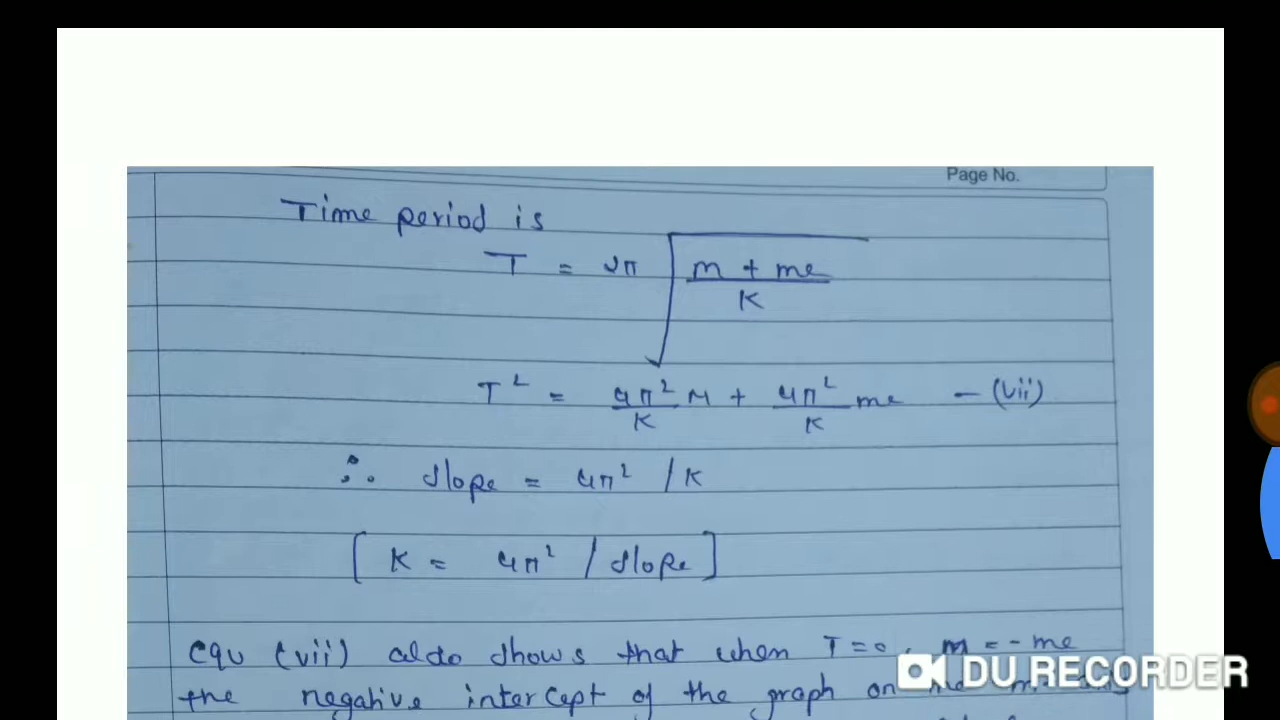 Page No.
Time period is
T = 2π √ m + me / K
T² = 4π²/K M + 4π²/K me — (vii)
∴ slope = 4π² / K
[ K = 4π² / slope ]
equ (vii) also shows that when T=0, m = - me
the negative intercept of the graph on
DU RECORDER